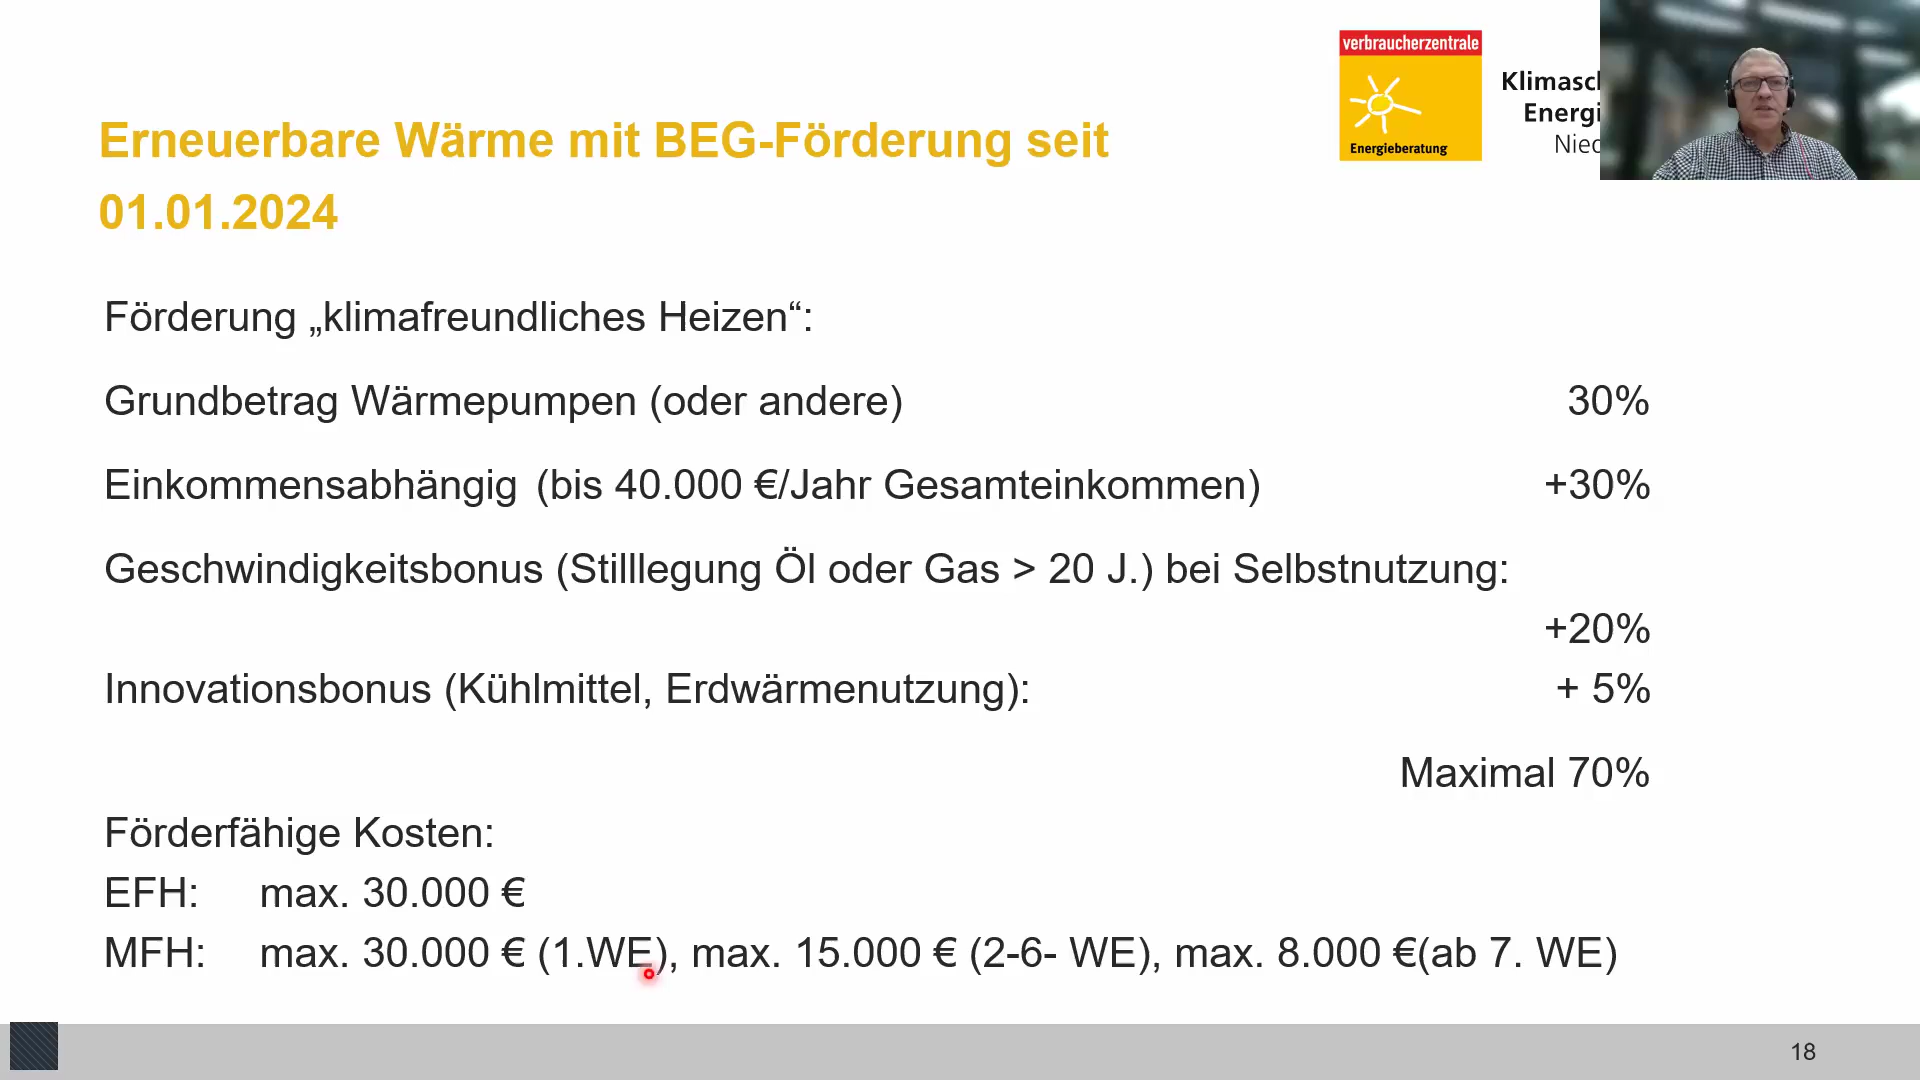 verbraucherzentrale
Energieberatung
Erneuerbare Wärme mit BEG-Förderung seit
01.01.2024
Förderung „klimafreundliches Heizen“:
Grundbetrag Wärmepumpen (oder andere) 30%
Einkommensabhängig (bis 40.000 €/Jahr Gesamteinkommen) +30%
Geschwindigkeitsbonus (Stilllegung Öl oder Gas > 20 J.) bei Selbstnutzung:
+20%
Innovationsbonus (Kühlmittel, Erdwärmenutzung): + 5%
Maximal 70%
Förderfähige Kosten:
EFH: max. 30.000 €
MFH: max. 30.000 € (1.WE), max. 15.000 € (2-6- WE), max. 8.000 €(ab 7. WE)
18